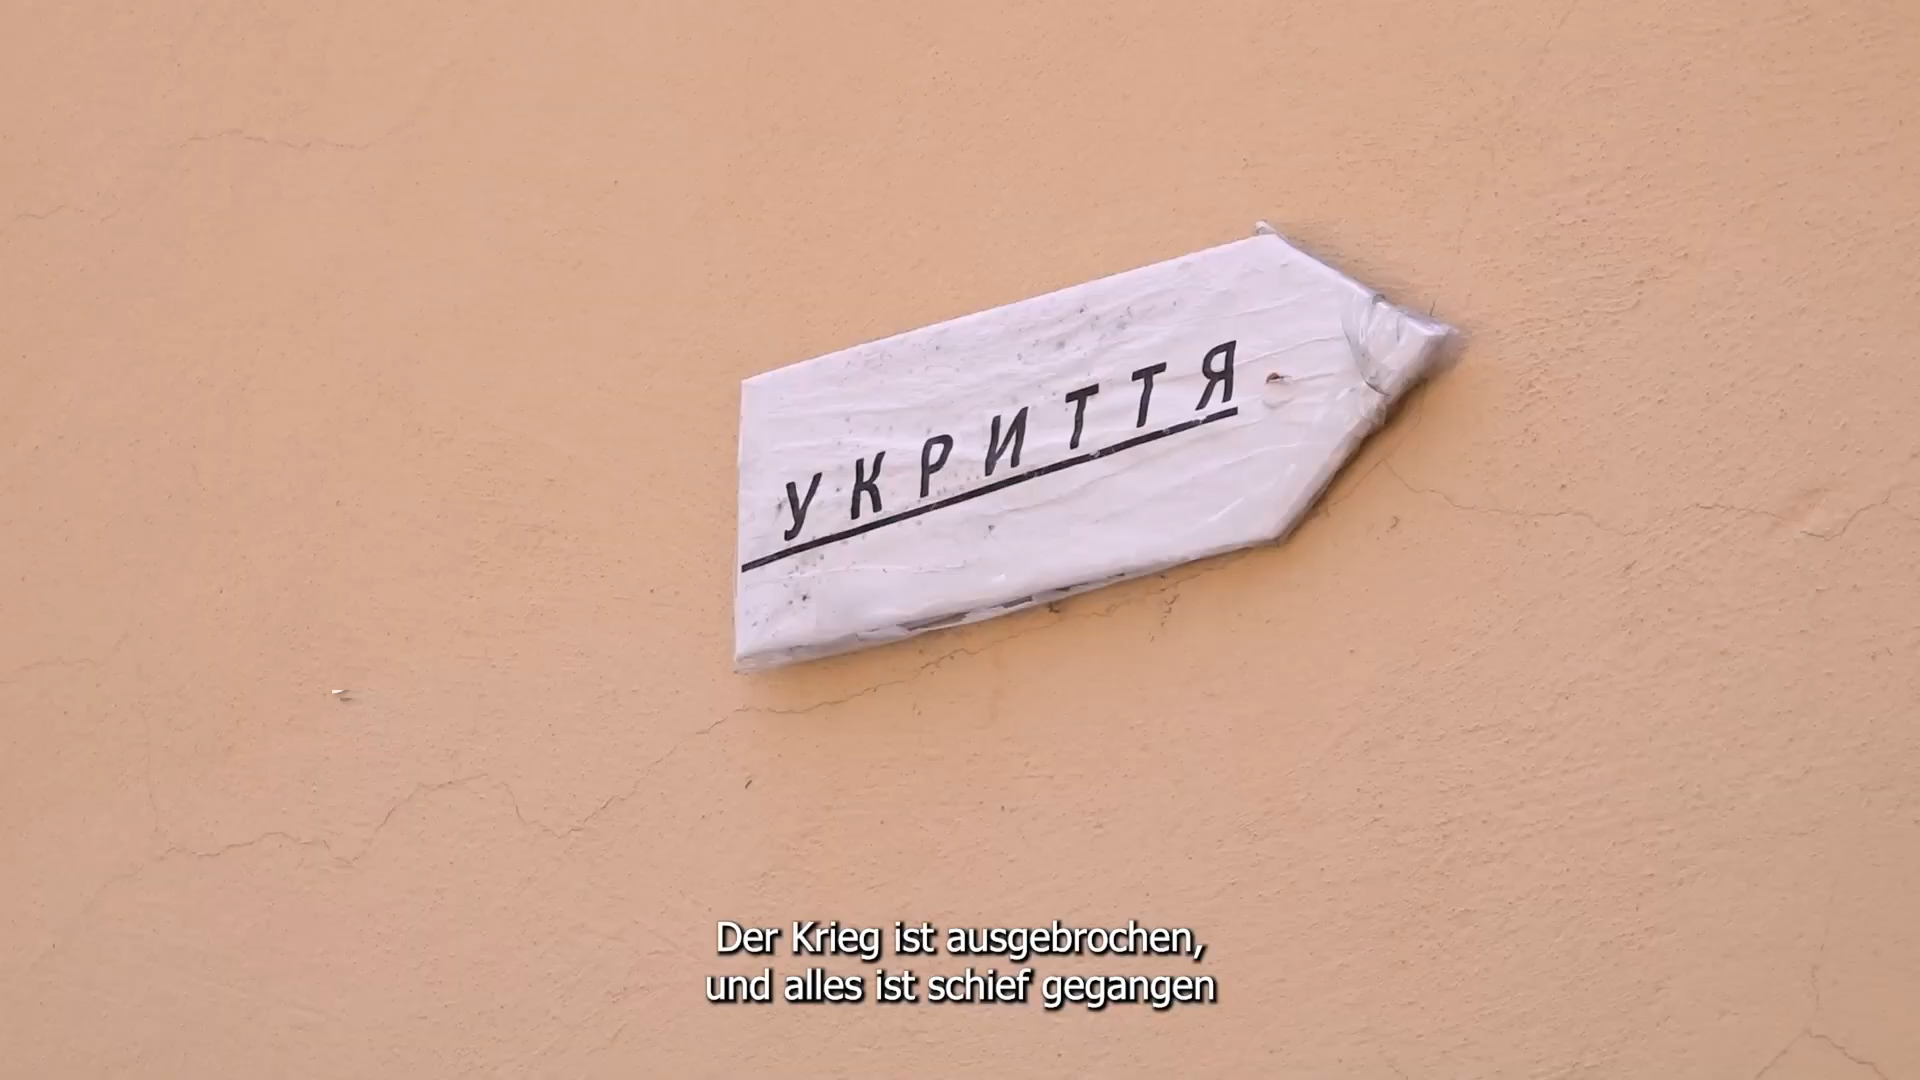 УКРИТТЯ
Der Krieg ist ausgebrochen,
und alles ist schief gegangen